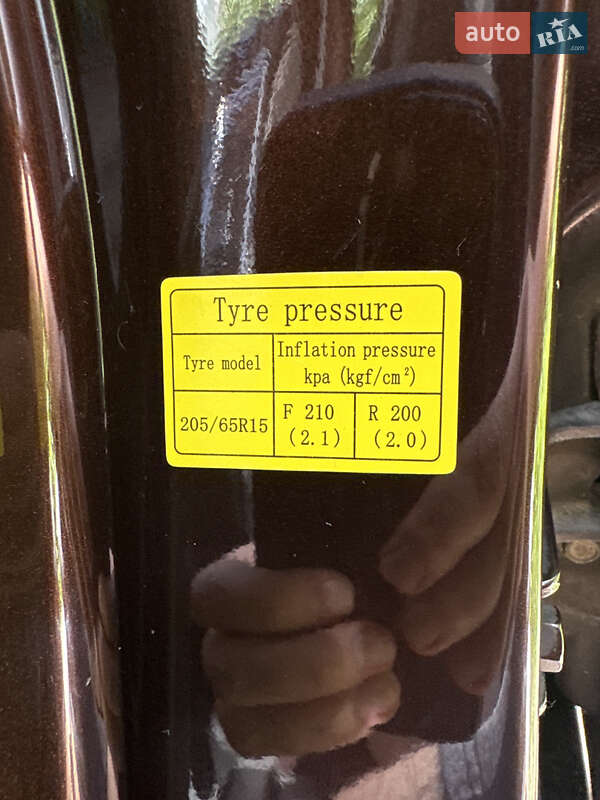 auto RIA.com
Tyre pressure
Tyre model
Inflation pressure
kpa (kgf/cm²)
205/65R15
F 210
(2.1)
R 200
(2.0)